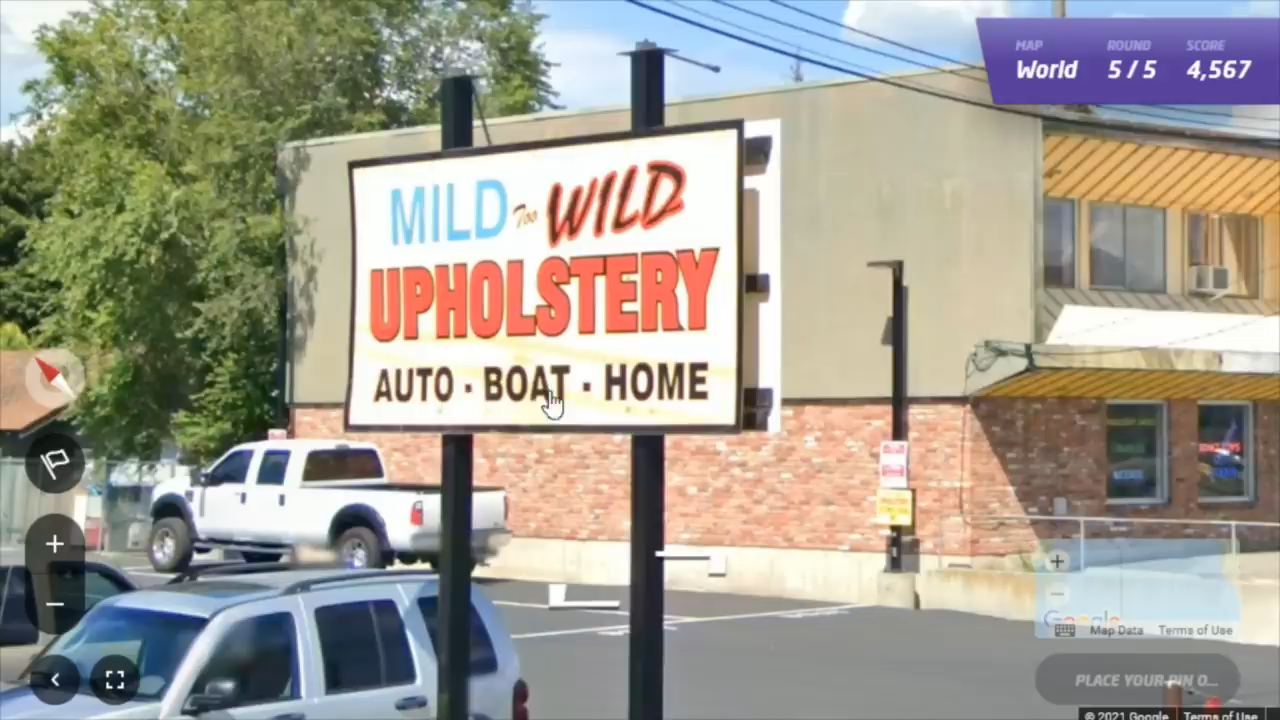 MAP
World
ROUND
5 / 5
SCORE
4,567
MILD Too WILD
UPHOLSTERY
AUTO · BOAT · HOME
Google
Map Data
Terms of Use
PLACE YOUR PIN O...
© 2021 Google
Terms of Use